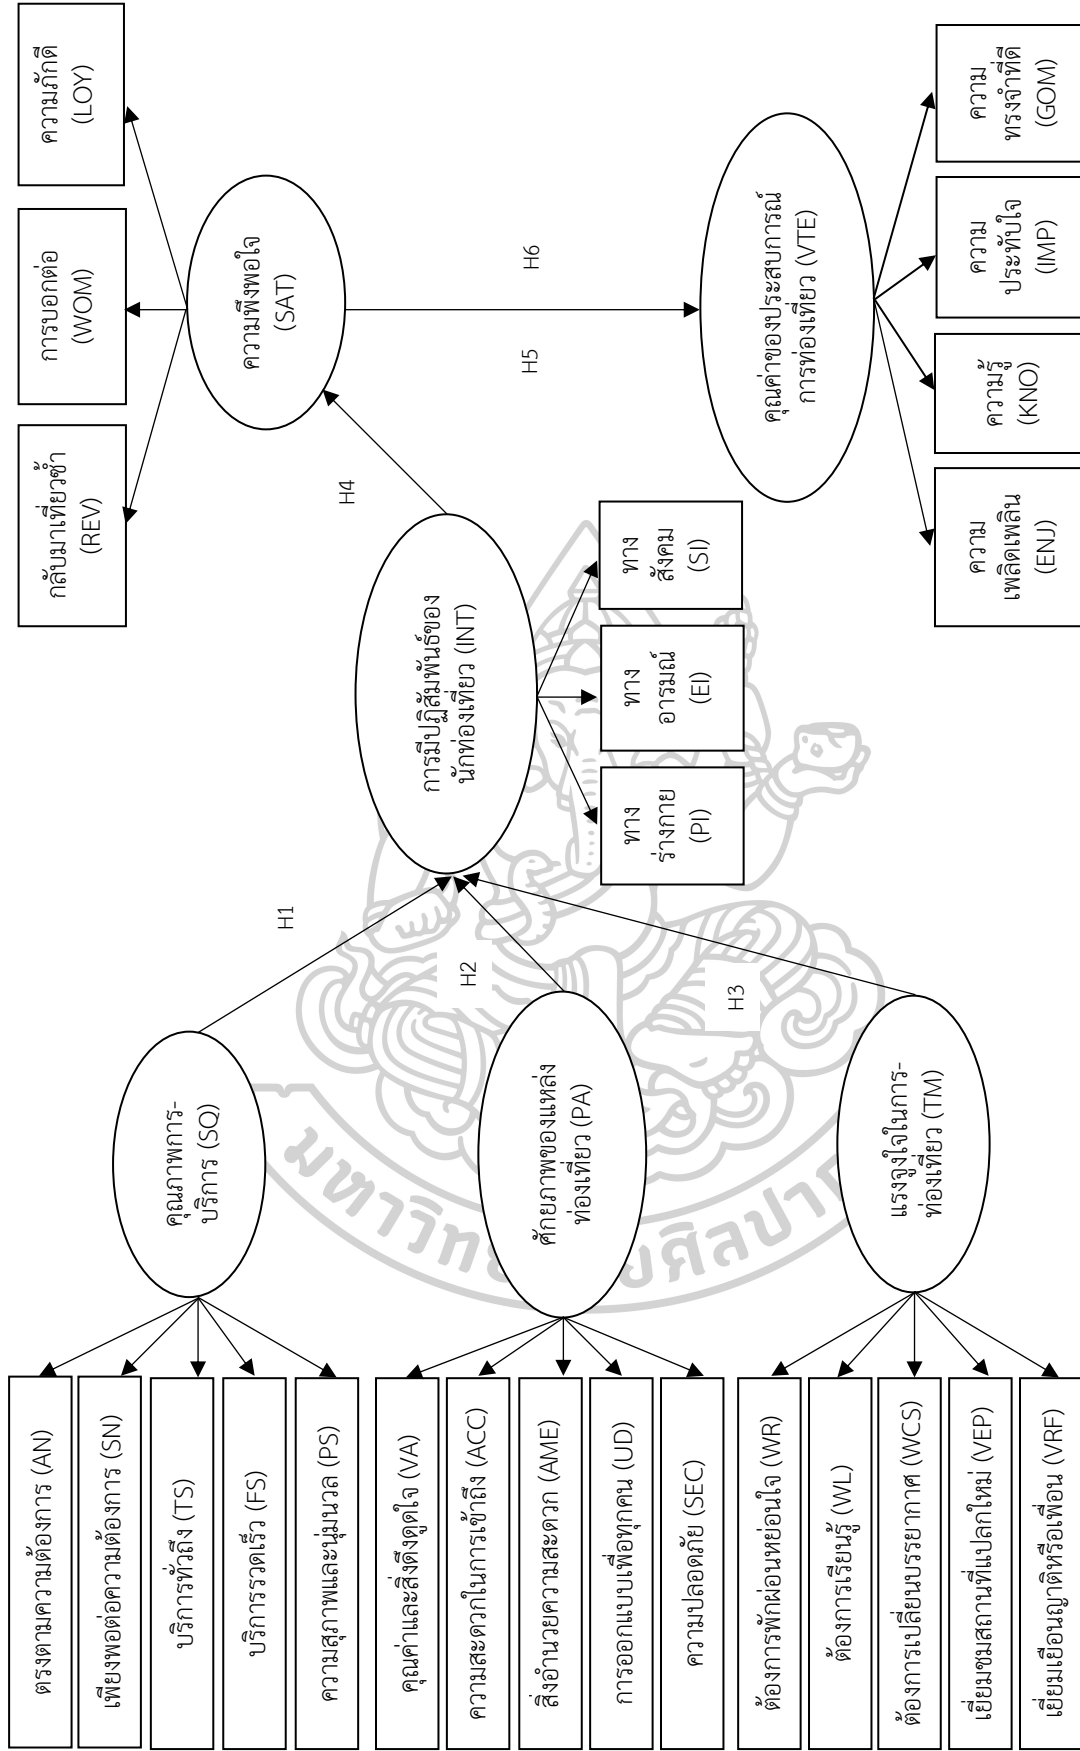 ตรงตามความต้องการ (AN)
เพียงพอต่อความต้องการ (SN)
บริการทั่วถึง (TS)
บริการรวดเร็ว (FS)
ความสุภาพและนุ่มนวล (PS)
คุณค่าและสิ่งดึงดูดใจ (VA)
ความสะดวกในการเข้าถึง (ACC)
สิ่งอำนวยความสะดวก (AME)
การออกแบบเพื่อทุกคน (UD)
ความปลอดภัย (SEC)
ต้องการพักผ่อนหย่อนใจ (WR)
ต้องการเรียนรู้ (WL)
ต้องการเปลี่ยนบรรยากาศ (WCS)
เยี่ยมชมสถานที่แปลกใหม่ (VEP)
เยี่ยมเยือนญาติหรือเพื่อน (VRF)
คุณภาพการ-
บริการ (SQ)
ศักยภาพของแหล่ง
ท่องเที่ยว (PA)
แรงจูงใจในการ-
ท่องเที่ยว (TM)
H1
H2
H3
การมีปฏิสัมพันธ์ของ
นักท่องเที่ยว (INT)
ทาง
ร่างกาย
(PI)
ทาง
อารมณ์
(EI)
ทาง
สังคม
(SI)
H4
กลับมาเที่ยวซ้ำ
(REV)
การบอกต่อ
(WOM)
ความภักดี
(LOY)
ความพึงพอใจ
(SAT)
H5
H6
คุณค่าของประสบการณ์
การท่องเที่ยว (VTE)
ความ
เพลิดเพลิน
(ENJ)
ความรู้
(KNO)
ความ
ประทับใจ
(IMP)
ความ
ทรงจำที่ดี
(GOM)